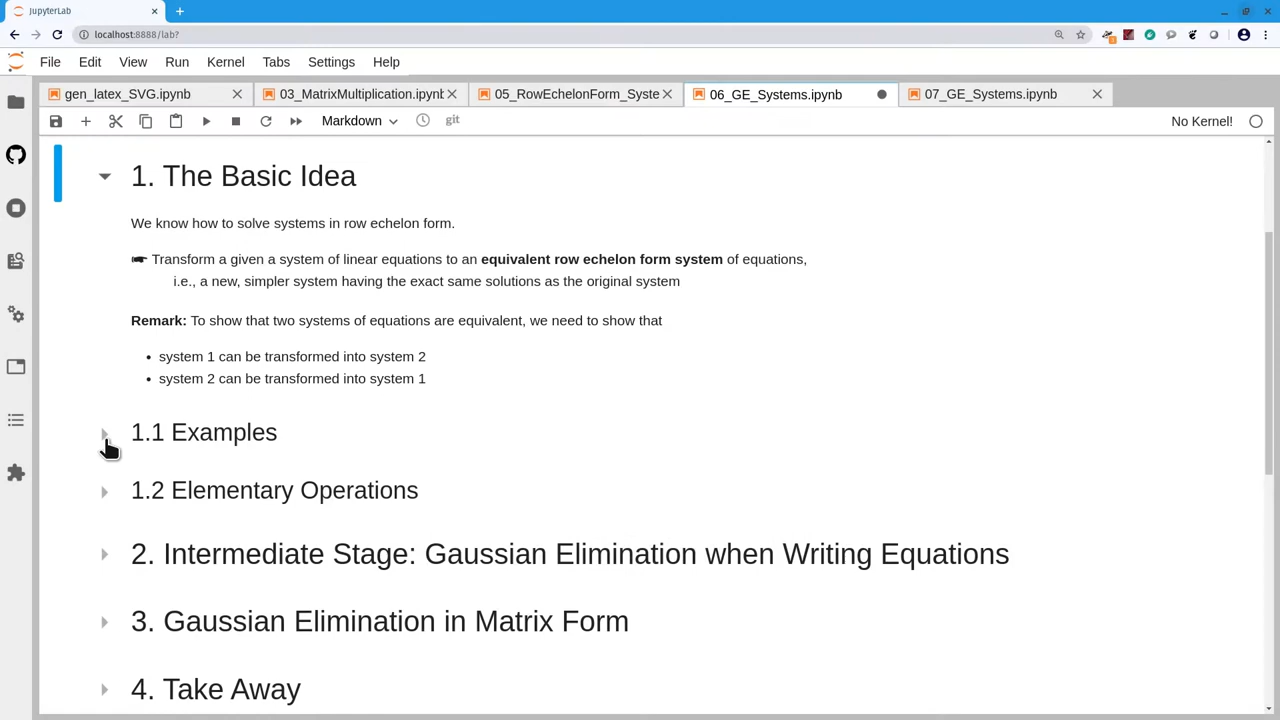 JupyterLab
localhost:8888/lab?
File Edit View Run Kernel Tabs Settings Help
gen_latex_SVG.ipynb 03_MatrixMultiplication.ipynb 05_RowEchelonForm_Syste 06_GE_Systems.ipynb 07_GE_Systems.ipynb
Markdown git No Kernel!
1. The Basic Idea
We know how to solve systems in row echelon form.
Transform a given a system of linear equations to an equivalent row echelon form system of equations,
i.e., a new, simpler system having the exact same solutions as the original system
Remark: To show that two systems of equations are equivalent, we need to show that
• system 1 can be transformed into system 2
• system 2 can be transformed into system 1
1.1 Examples
1.2 Elementary Operations
2. Intermediate Stage: Gaussian Elimination when Writing Equations
3. Gaussian Elimination in Matrix Form
4. Take Away